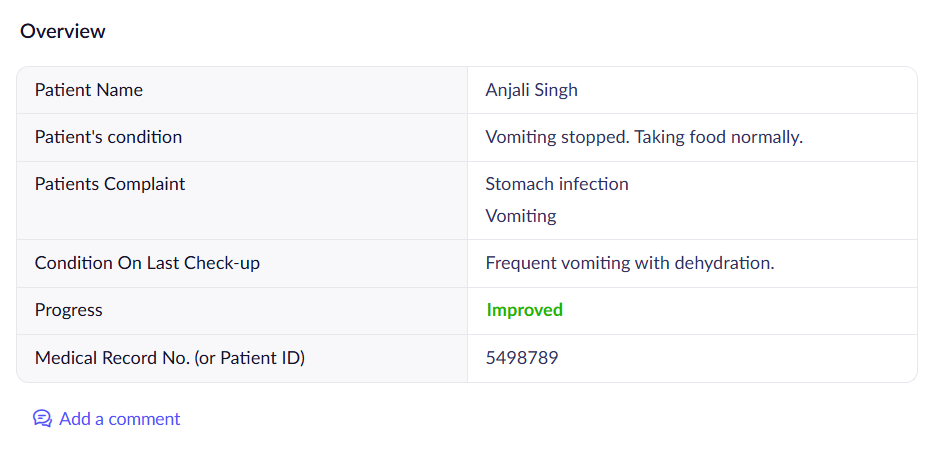 Overview
Patient Name
Anjali Singh
Patient's condition
Vomiting stopped. Taking food normally.
Patients Complaint
Stomach infection
Vomiting
Condition On Last Check-up
Frequent vomiting with dehydration.
Progress
Improved
Medical Record No. (or Patient ID)
5498789
Add a comment